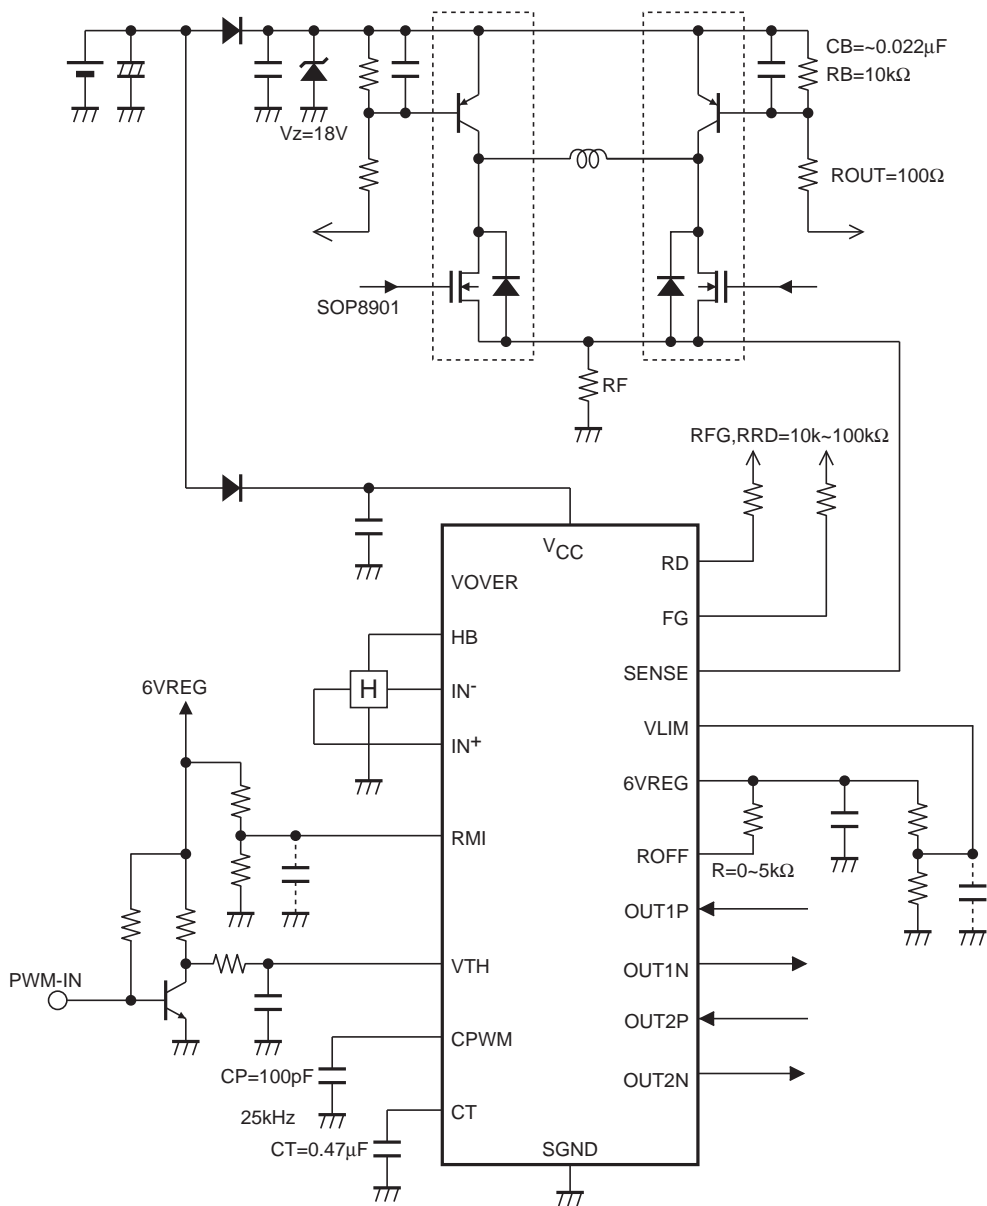 CB=~0.022μF
RB=10kΩ
Vz=18V
ROUT=100Ω
SOP8901
RF
RFG,RRD=10k~100kΩ
VCC
RD
VOVER
FG
HB
SENSE
6VREG
H
IN-
VLIM
IN+
6VREG
RMI
ROFF
R=0~5kΩ
OUT1P
PWM-IN
VTH
OUT1N
OUT2P
CPWM
CP=100pF
OUT2N
25kHz
CT
CT=0.47μF
SGND